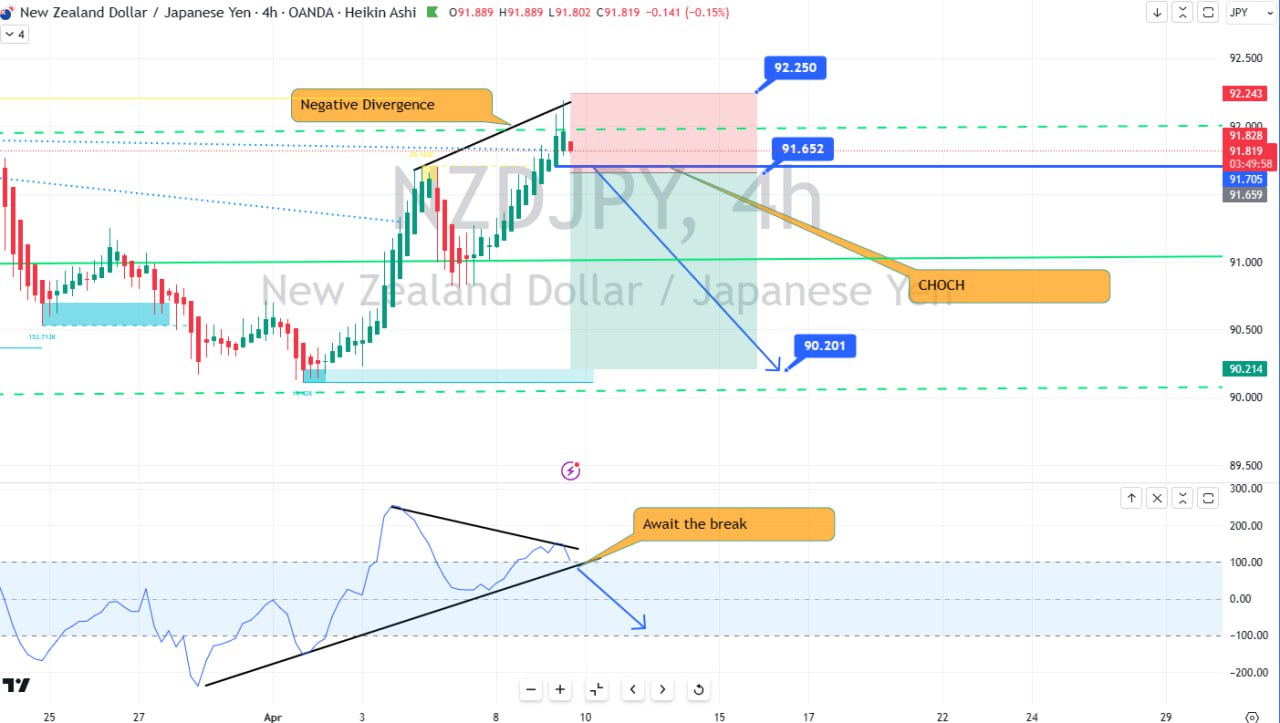 New Zealand Dollar / Japanese Yen · 4h · OANDA · Heikin Ashi O91.889 H91.889 L91.802 C91.819 −0.141 (−0.15%)
JPY
4
92.500
92.250
92.243
Negative Divergence
92.000
91.828
91.819
03:49:58
91.652
91.705
91.659
NZDJPY, 4h
91.000
New Zealand Dollar / Japanese Yen
CHOCH
90.500
153.713K
90.201
90.214
90.000
89.500
300.00
Await the break
200.00
100.00
0.00
−100.00
−200.00
25 27 Apr 3 8 10 15 17 22 24 29